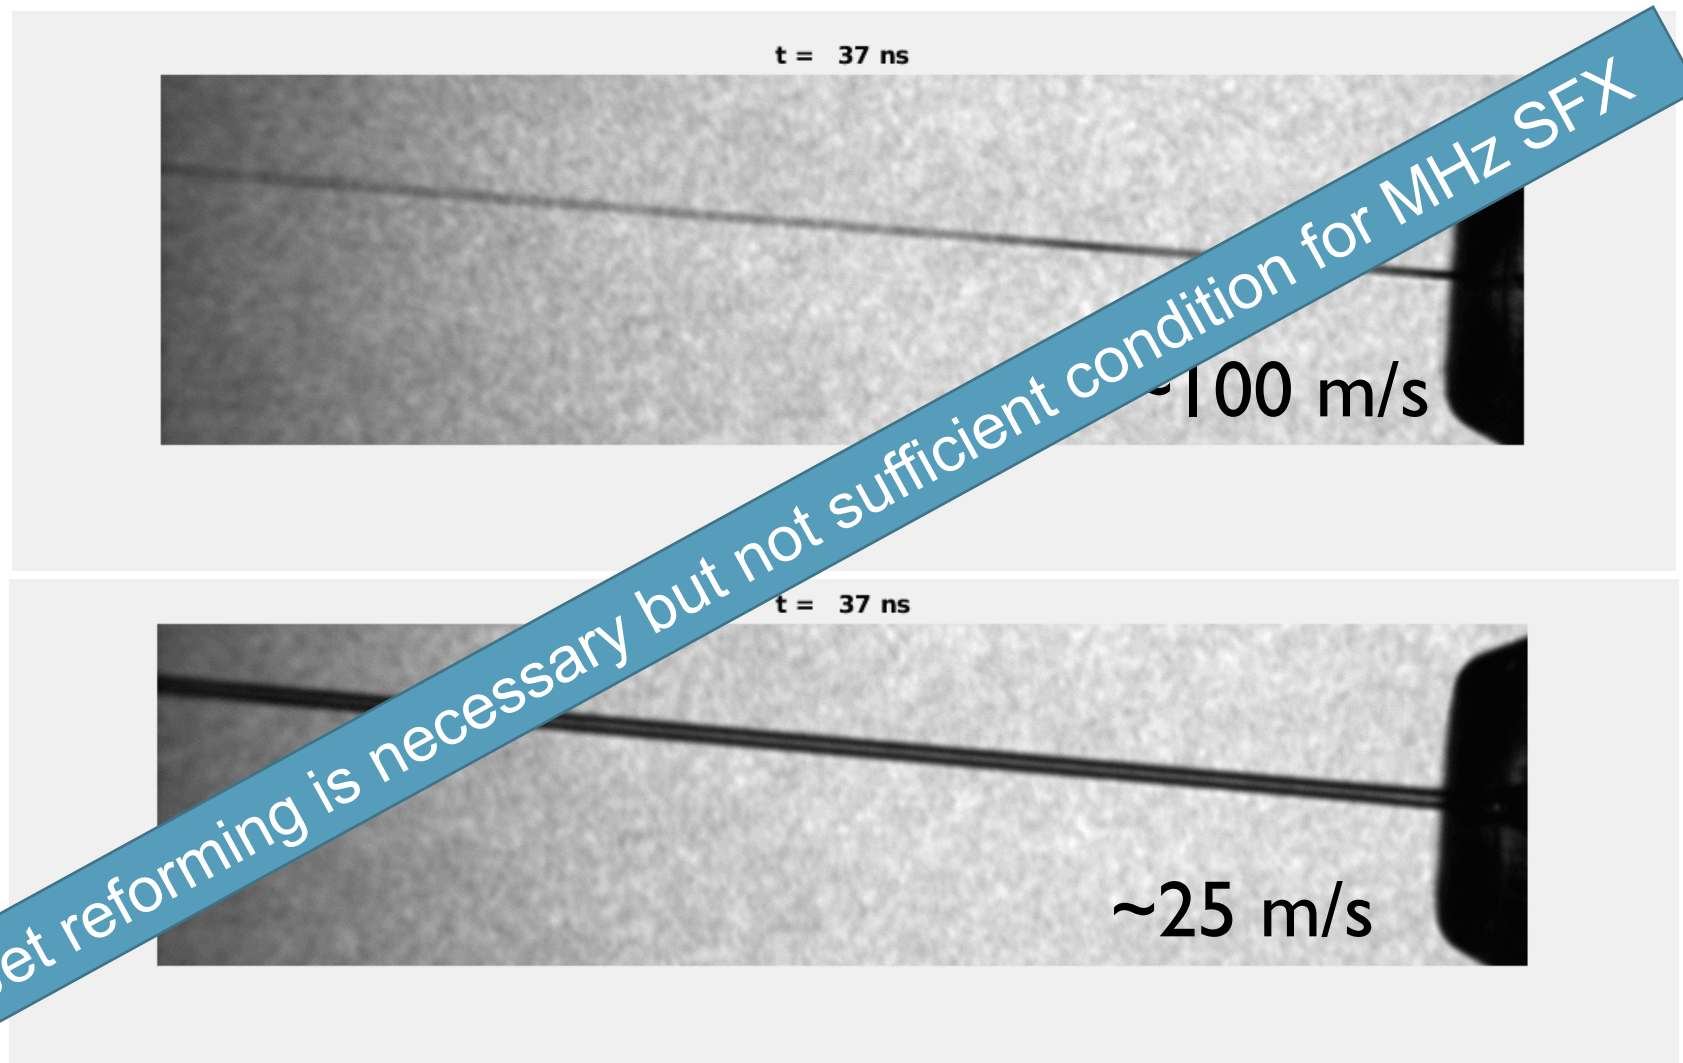 t = 37 ns
~100 m/s
et reforming is necessary but not sufficient condition for MHz SFX
t = 37 ns
~25 m/s